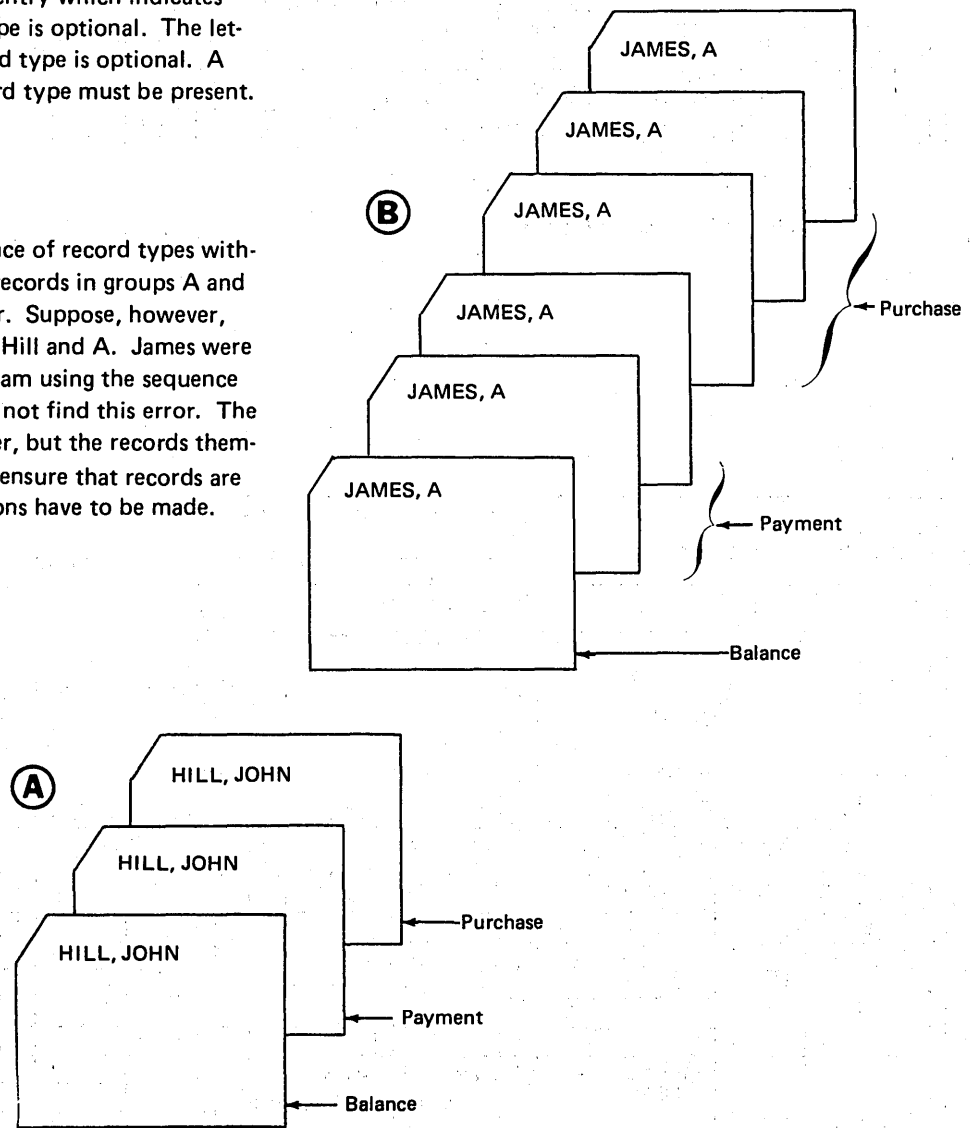 entry which indicates
pe is optional. The let-
d type is optional. A
rd type must be present.
ce of record types with-
records in groups A and
r. Suppose, however,
Hill and A. James were
am using the sequence
not find this error. The
er, but the records them-
ensure that records are
ons have to be made.
B
JAMES, A
JAMES, A
JAMES, A
JAMES, A
JAMES, A
JAMES, A
Purchase
Payment
Balance
A
HILL, JOHN
HILL, JOHN
HILL, JOHN
Purchase
Payment
Balance